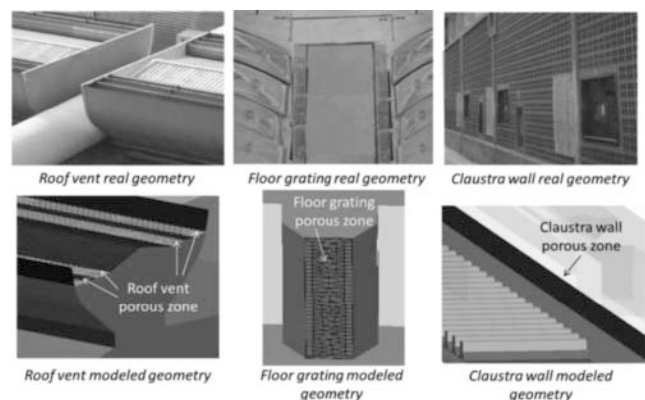 Roof vent real geometry
Floor grating real geometry
Claustra wall real geometry
Floor grating
porous zone
Roof vent
porous zone
Claustra wall
porous zone
Roof vent modeled geometry
Floor grating modeled
geometry
Claustra wall modeled
geometry